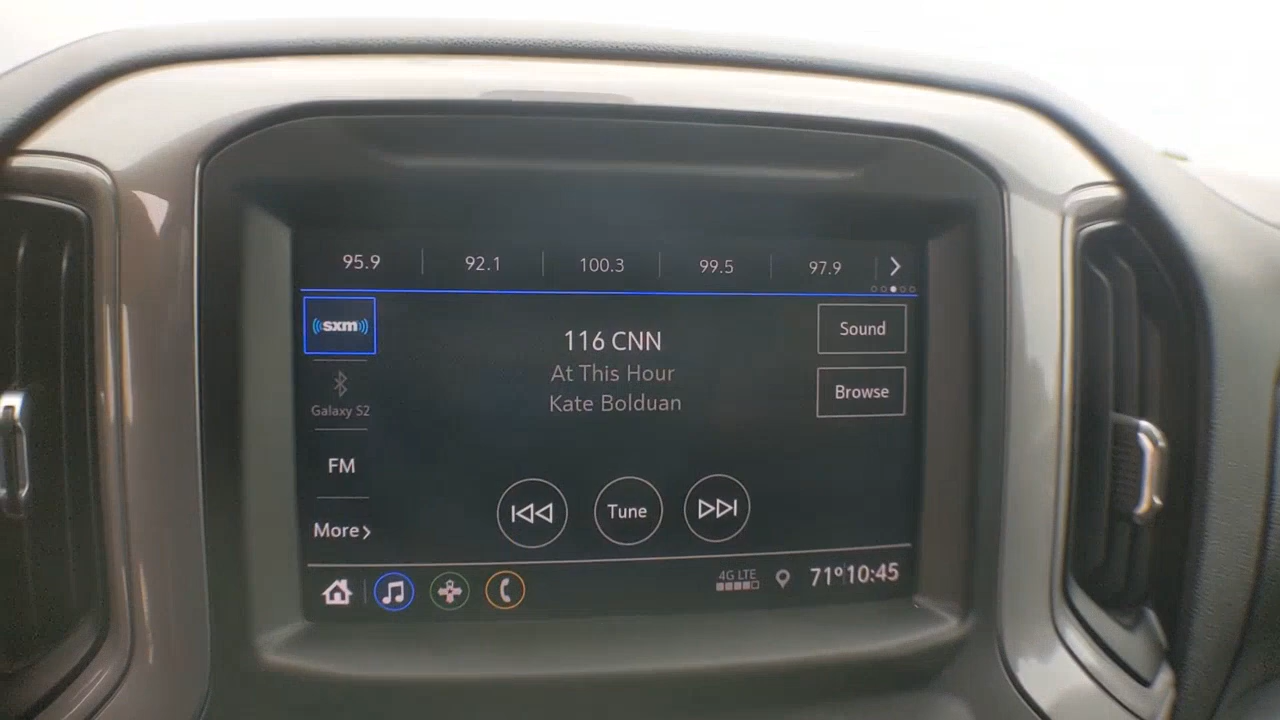 95.9 92.1 100.3 99.5 97.9
sxm
116 CNN
Sound
At This Hour
Galaxy S2
Kate Bolduan
Browse
FM
More
Tune
4G LTE
71° 10:45